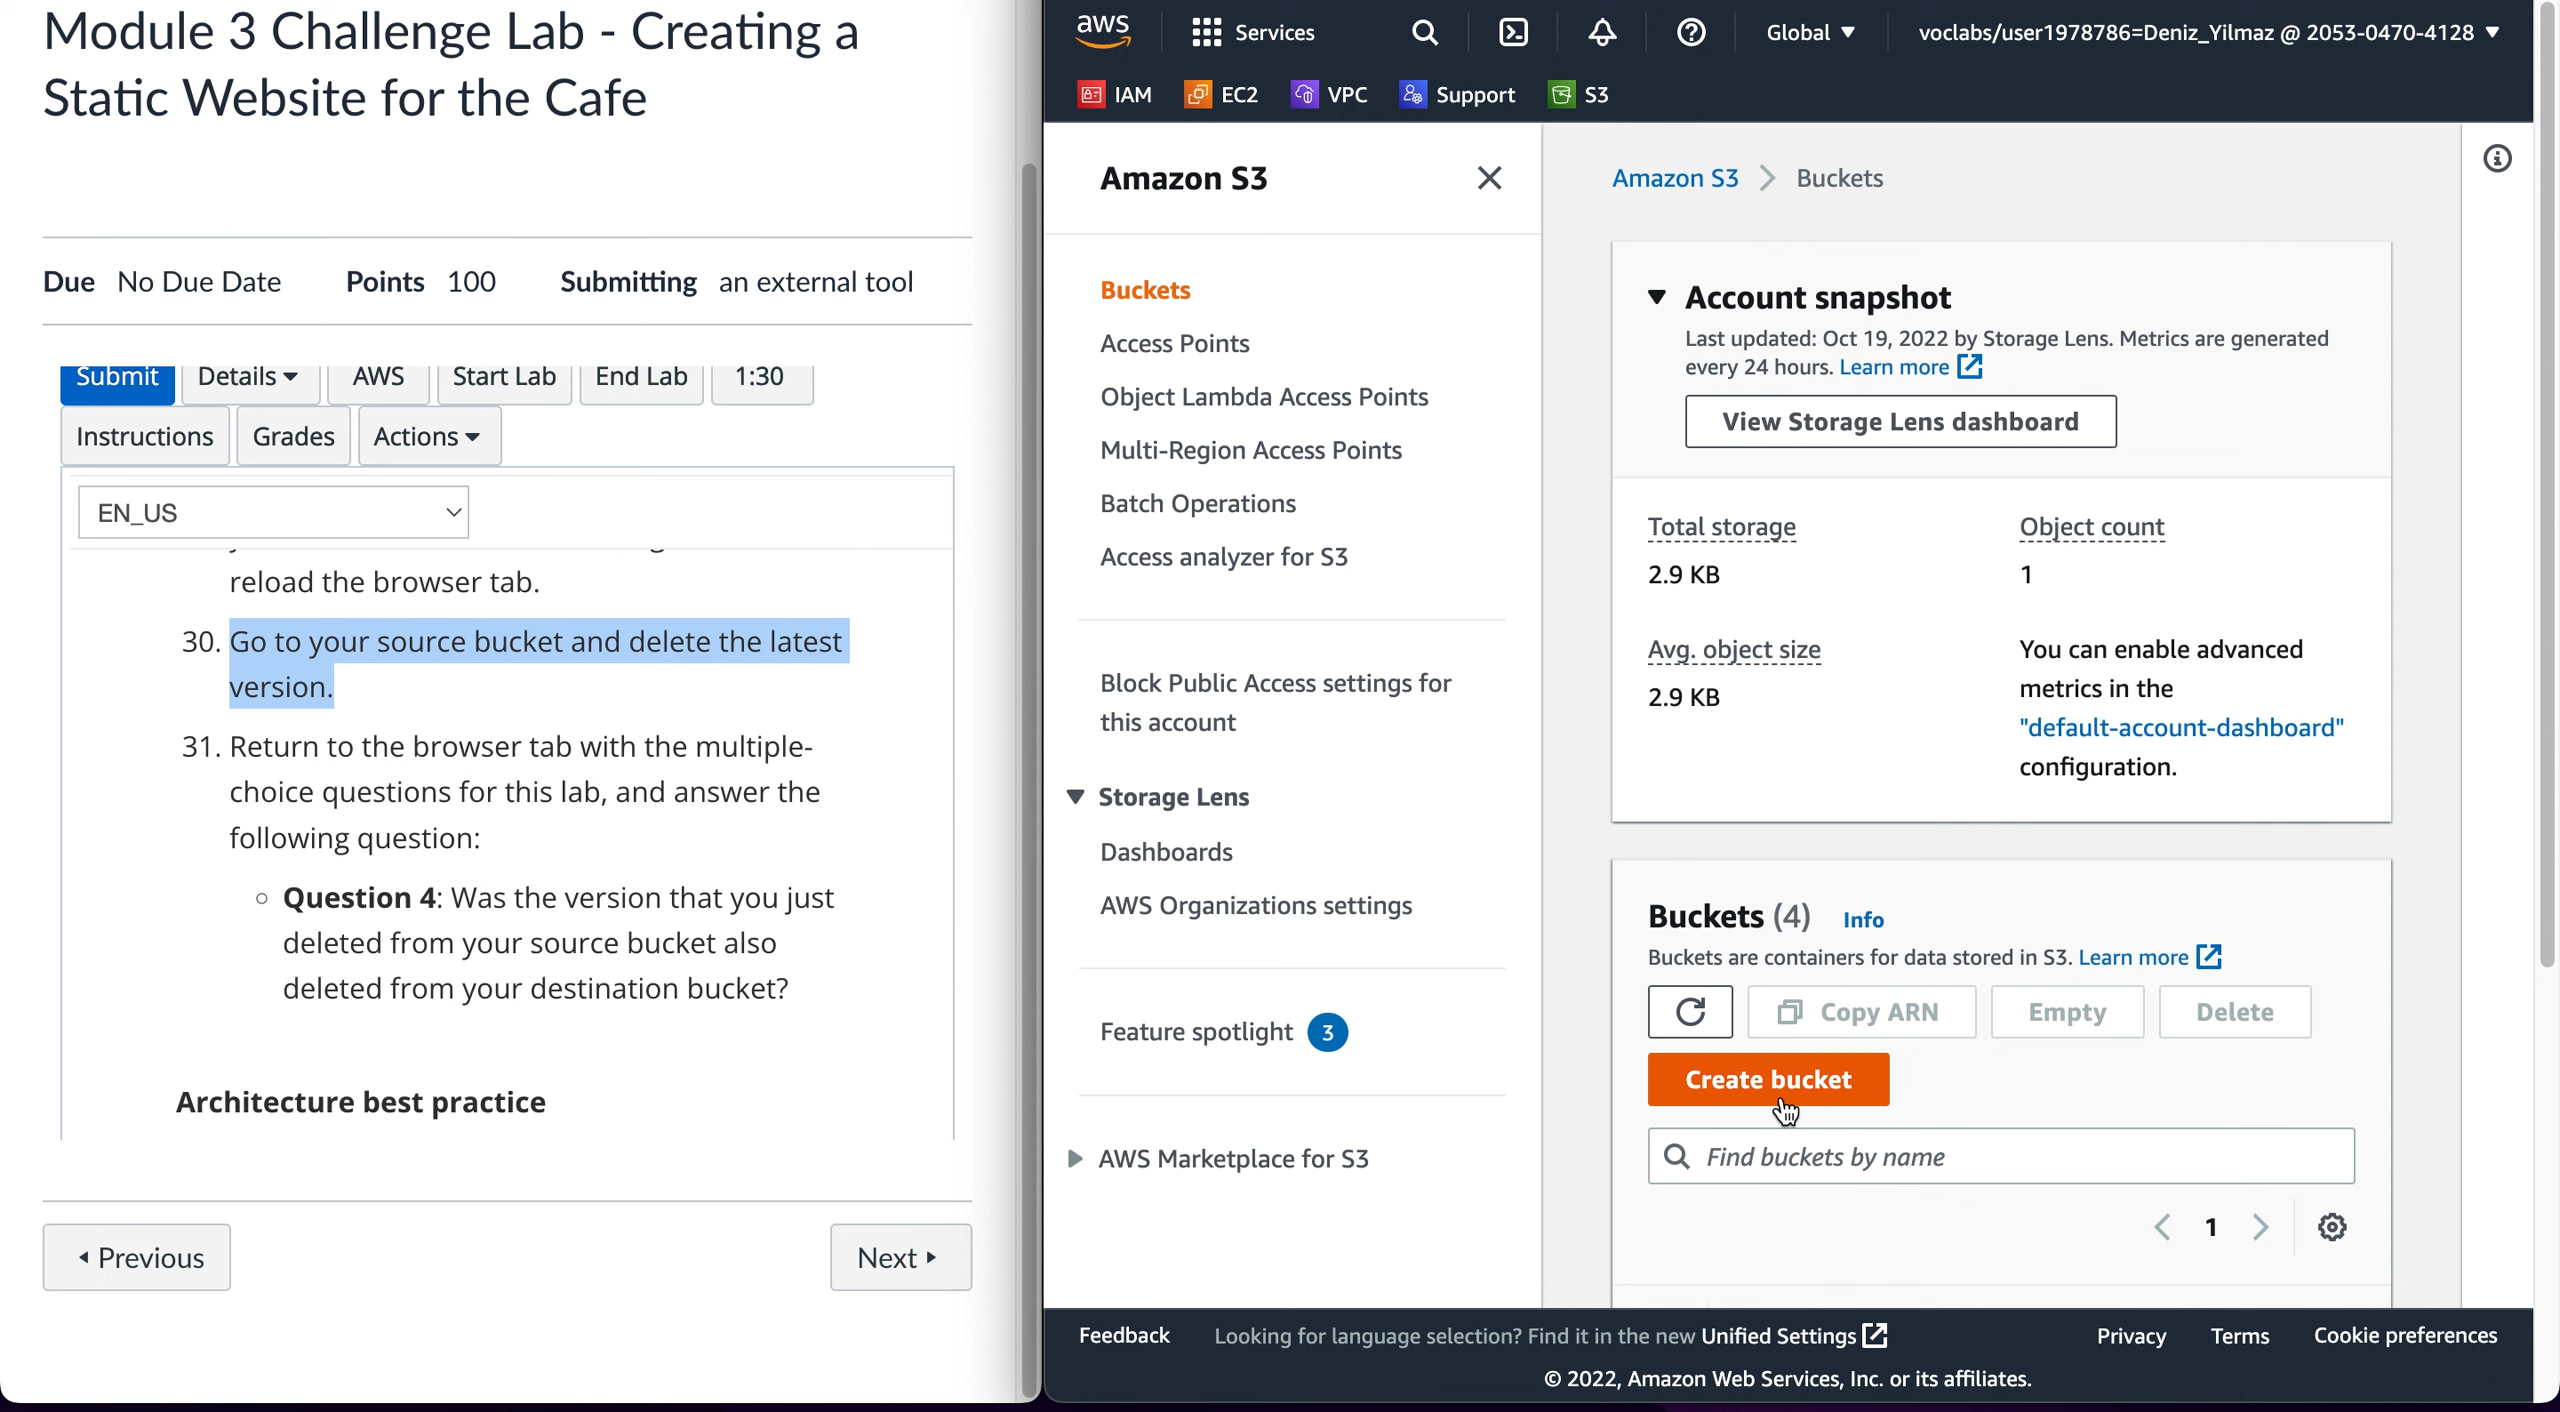 Module 3 Challenge Lab - Creating a
Static Website for the Cafe
Due No Due Date Points 100 Submitting an external tool
Submit Details AWS Start Lab End Lab 1:30
Instructions Grades Actions
EN_US
reload the browser tab.
30. Go to your source bucket and delete the latest
version.
31. Return to the browser tab with the multiple-
choice questions for this lab, and answer the
following question:
Question 4: Was the version that you just
deleted from your source bucket also
deleted from your destination bucket?
Architecture best practice
Previous Next
aws Services Global voclabs/user1978786=Deniz_Yilmaz @ 2053-0470-4128
IAM EC2 VPC Support S3
Amazon S3
Buckets
Access Points
Object Lambda Access Points
Multi-Region Access Points
Batch Operations
Access analyzer for S3
Block Public Access settings for
this account
Storage Lens
Dashboards
AWS Organizations settings
Feature spotlight 3
AWS Marketplace for S3
Amazon S3 Buckets
Account snapshot
Last updated: Oct 19, 2022 by Storage Lens. Metrics are generated
every 24 hours. Learn more
View Storage Lens dashboard
Total storage
2.9 KB
Object count
1
Avg. object size
2.9 KB
You can enable advanced
metrics in the
"default-account-dashboard"
configuration.
Buckets (4) Info
Buckets are containers for data stored in S3. Learn more
Copy ARN Empty Delete
Create bucket
Find buckets by name
1
Feedback Looking for language selection? Find it in the new Unified Settings Privacy Terms Cookie preferences
© 2022, Amazon Web Services, Inc. or its affiliates.